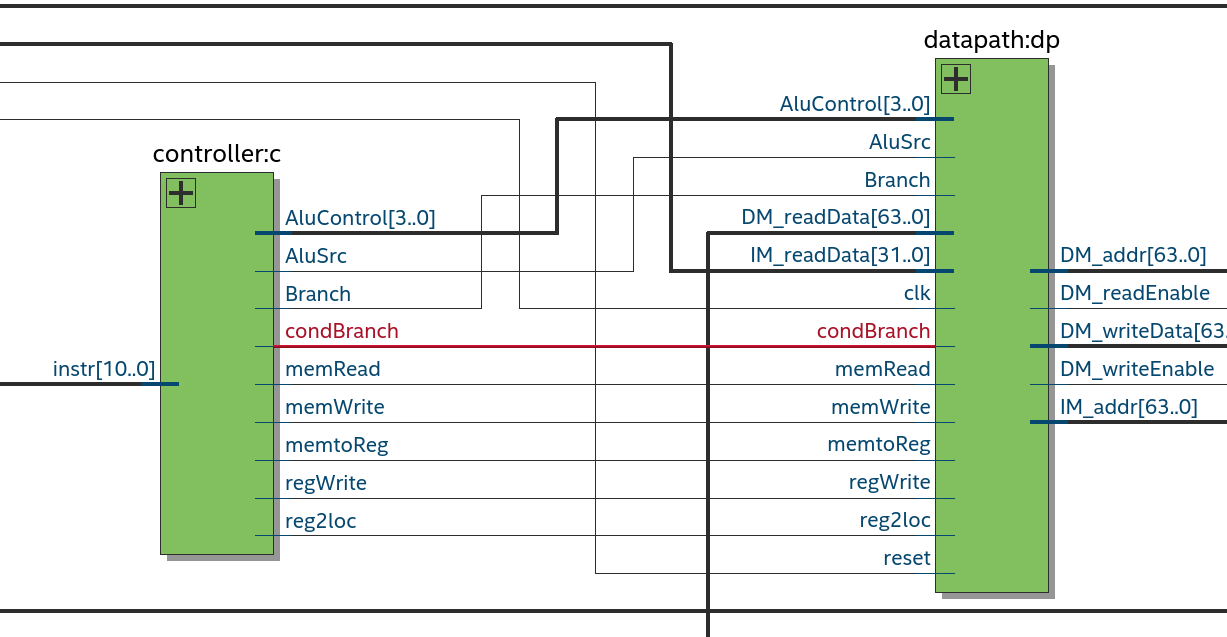 datapath:dp
AluControl[3..0]
AluSrc
controller:c
Branch
AluControl[3..0]
DM_readData[63..0]
AluSrc
IM_readData[31..0]
DM_addr[63..0]
Branch
clk
DM_readEnable
condBranch
condBranch
DM_writeData[63..
instr[10..0]
memRead
memRead
DM_writeEnable
memWrite
memWrite
IM_addr[63..0]
memtoReg
memtoReg
regWrite
regWrite
reg2loc
reg2loc
reset